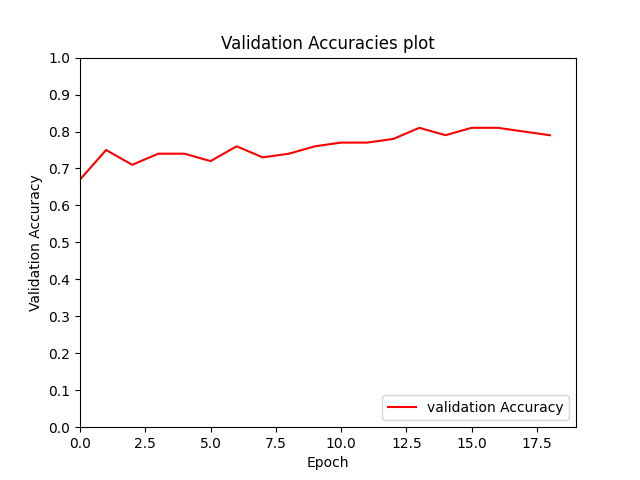 Validation Accuracies plot
1.0
0.9
0.8
0.7
0.6
0.5
0.4
0.3
0.2
0.1
0.0
Validation Accuracy
validation Accuracy
0.0 2.5 5.0 7.5 10.0 12.5 15.0 17.5
Epoch